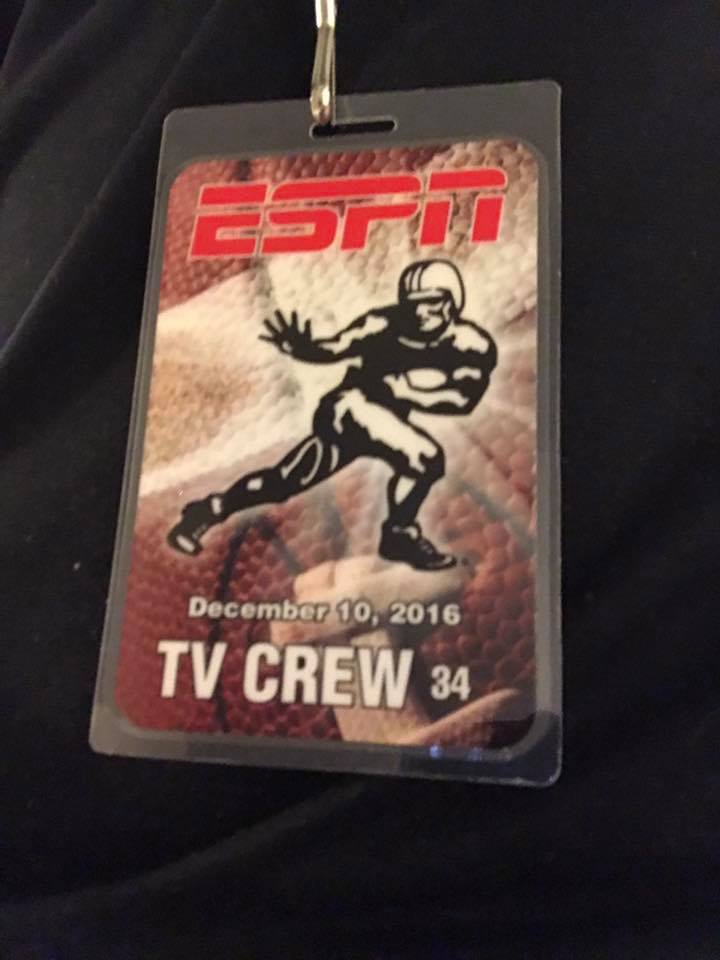 ESPN
December 10, 2016
TV CREW 34